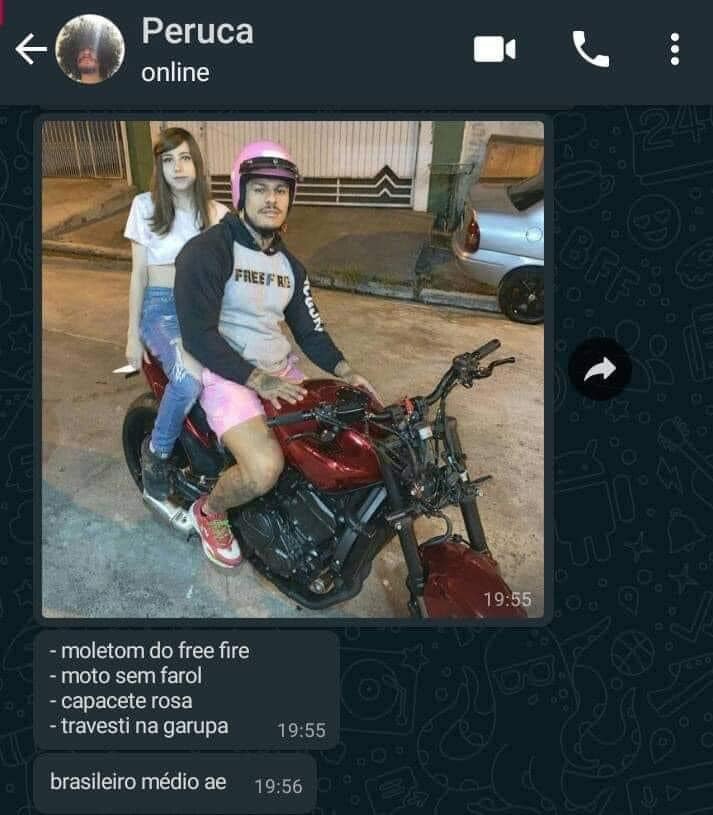 Peruca
online
FREE FIRE
19:55
- moletom do free fire
- moto sem farol
- capacete rosa
- travesti na garupa 19:55
brasileiro médio ae 19:56